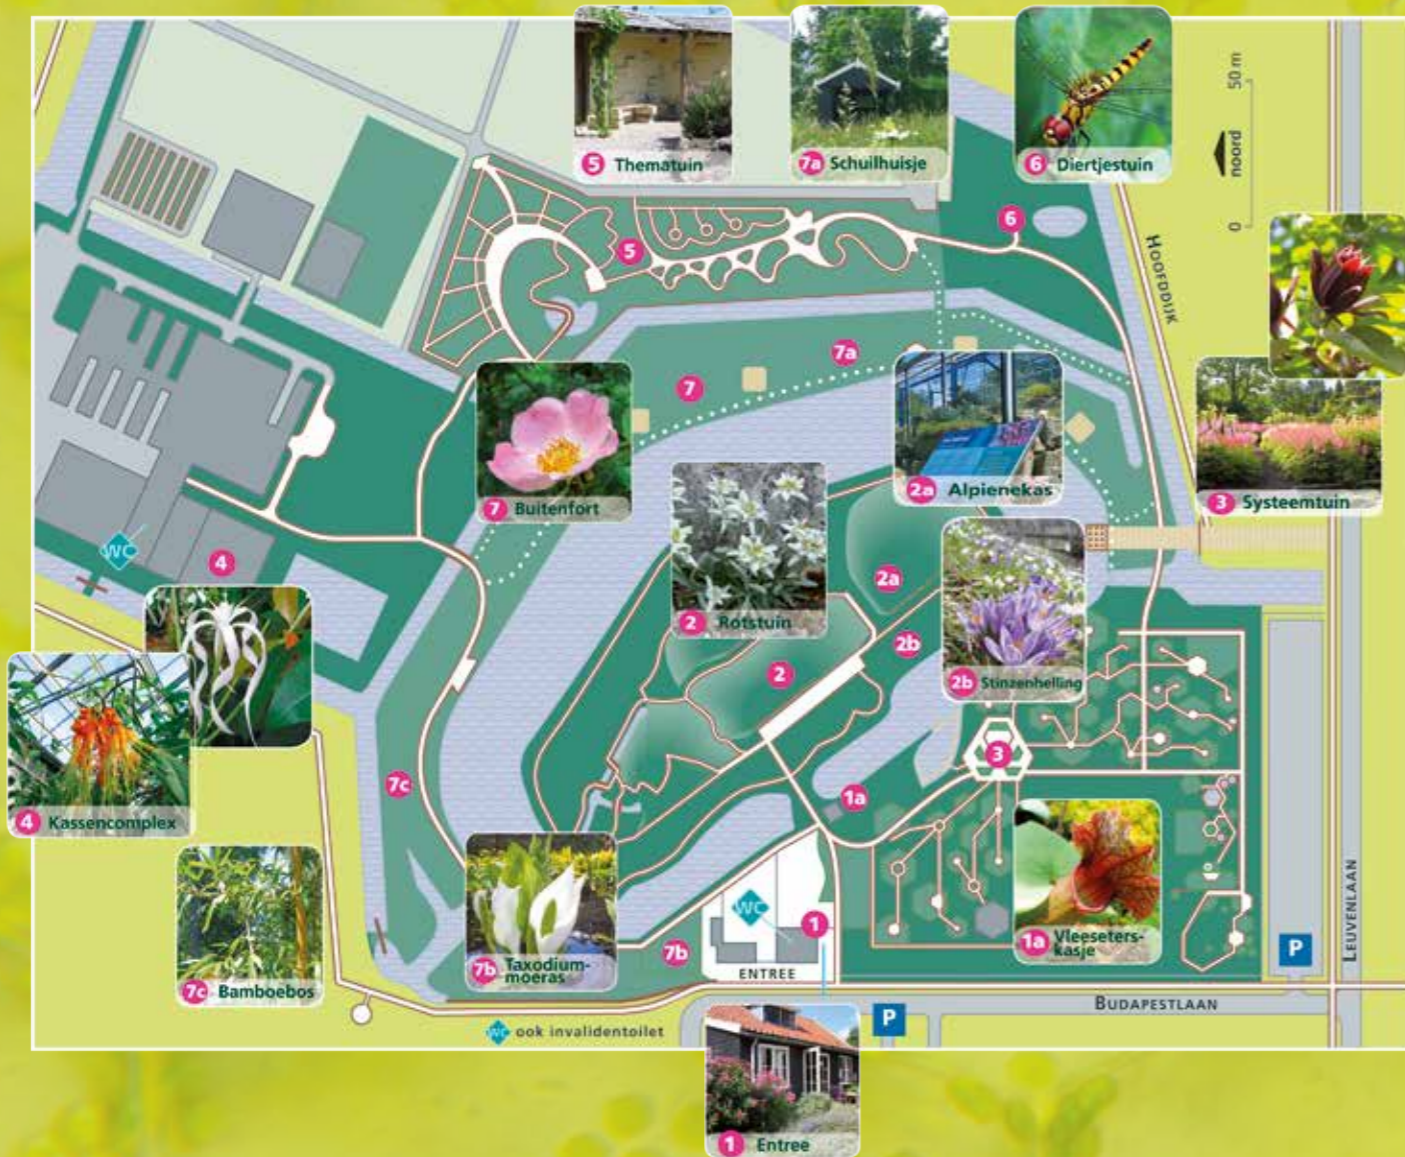 5 Thematuin
7a Schuilhuisje
6 Diertjestuin
50 m
noord
0
HOOFDDIJK
6
5
7a
7
7 Buitenfort
2a Alpienekas
3 Systeemtuin
2 Rotstuin
2a
2b
2b Stinzenhelling
WC
4
2
3
4 Kassencomplex
7c
1a
7c Bamboebos
7b Taxodium-
moeras
7b
WC
1
ENTREE
1a Vleeseters-
kasje
P
LEUVENLAAN
BUDAPESTLAAN
P
WC ook invalidentoilet
1 Entree